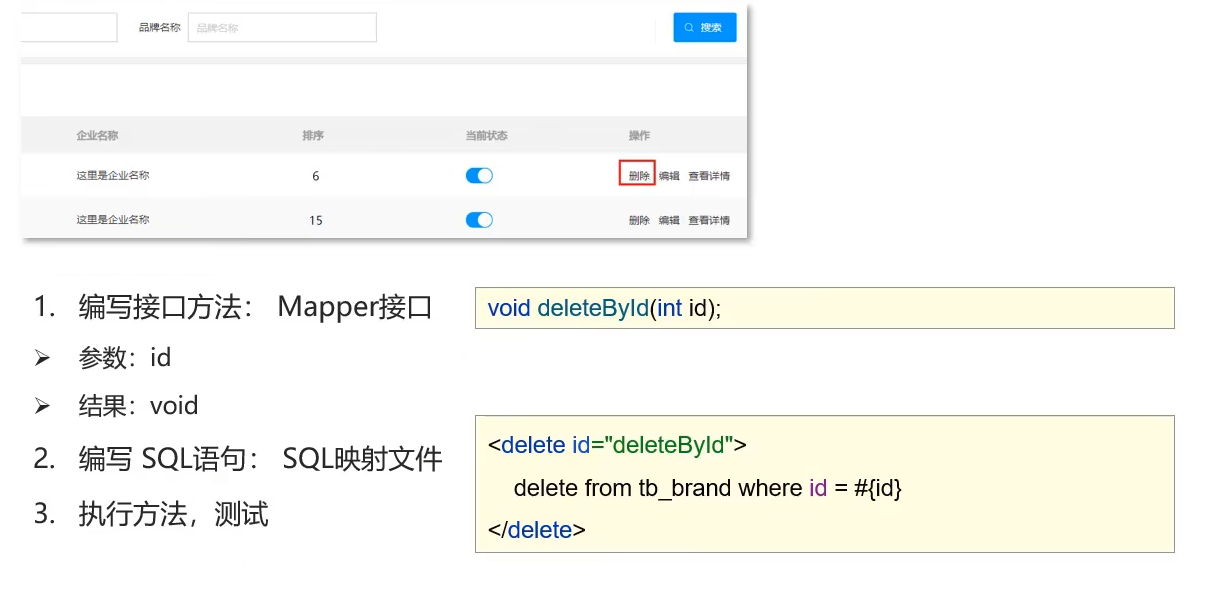 品牌名称 品牌名称 搜索
企业名称 排序 当前状态 操作
这里是企业名称 6 删除 编辑 查看详情
这里是企业名称 15 删除 编辑 查看详情
1. 编写接口方法： Mapper接口
➢ 参数：id
➢ 结果：void
2. 编写 SQL语句： SQL映射文件
3. 执行方法，测试
void deleteById(int id);
<delete id="deleteById">
delete from tb_brand where id = #{id}
</delete>